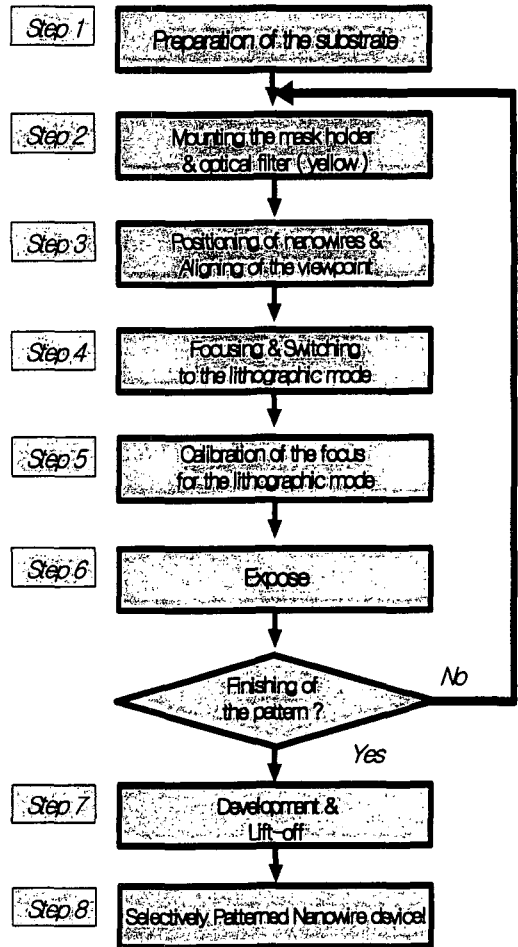 Step 1
Preparation of the substrate
Step 2
Mounting the mask holder
& optical filter (Yellow)
Step 3
Positioning of nanowires &
Aligning of the viewpoint
Step 4
Focusing & Switching
to the lithographic mode
Step 5
Calibration of the focus
for the lithographic mode
Step 6
Expose
Finishing of
the pattern ?
No
Yes
Step 7
Development &
Lift-off
Step 8
Selectively Patterned Nanowire device!